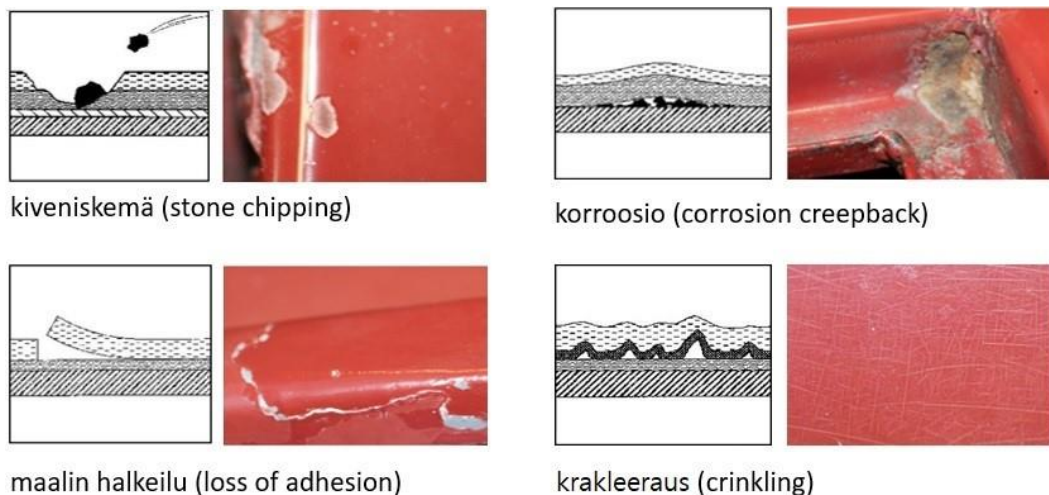 kiveniskemä (stone chipping)
korroosio (corrosion creepback)
maalin halkeilu (loss of adhesion)
krakleeraus (crinkling)